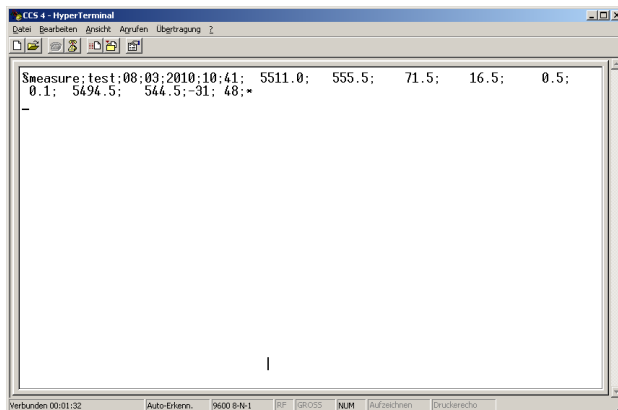 CCS 4 - HyperTerminal
Datei Bearbeiten Ansicht Anrufen Übertragung ?
%measure;test;08;03;2010;10;41; 5511.0; 555.5; 71.5; 16.5; 0.5;
0.1; 5494.5; 544.5;-31; 48;*
Verbunden 00:01:32 Auto-Erkenn. 9600 8-N-1 RF GROSS NUM Aufzeichnen Druckerecho